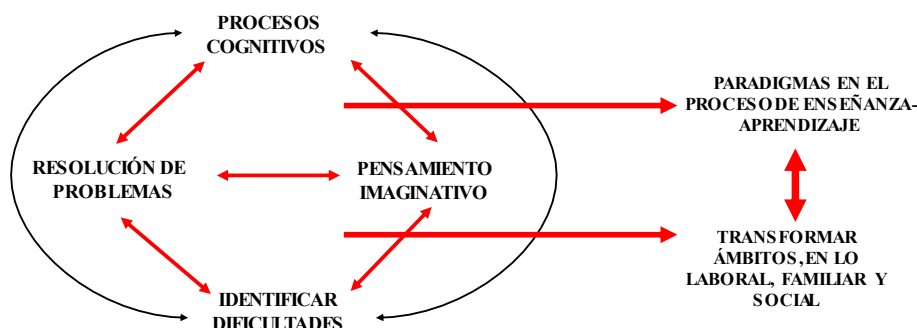 PROCESOS
COGNITIVOS
PARADIGMAS EN EL
PROCESO DE ENSEÑANZA-
APRENDIZAJE
RESOLUCIÓN DE
PROBLEMAS
PENSAMIENTO
IMAGINATIVO
TRANSFORMAR
ÁMBITOS, EN LO
LABORAL, FAMILIAR Y
SOCIAL
IDENTIFICAR
DIFICULTADES